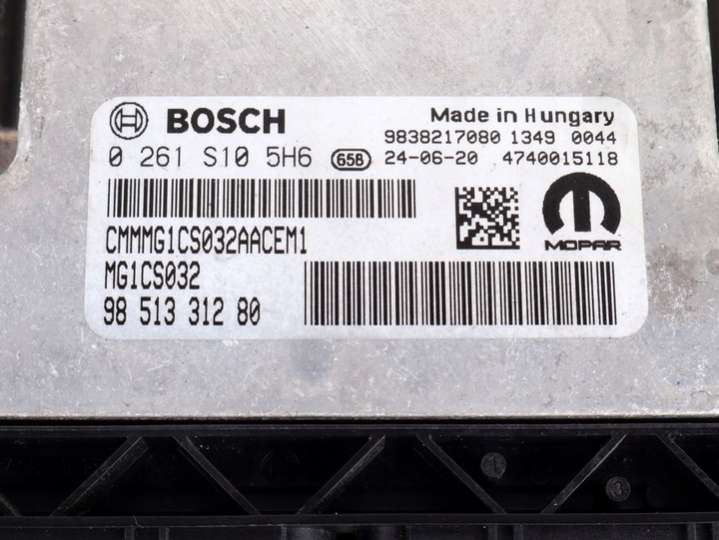 BOSCH
Made in Hungary
9838217080 1349 0044
0 261 S10 5H6 658 24-06-20 4740015118
CMMMG1CS032AACEM1
MOPAR
MG1CS032
98 513 312 80